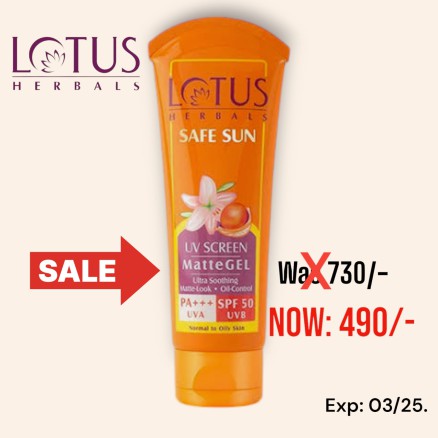 LOTUS
HERBALS
LOTUS
HERBALS
SAFE SUN
UV SCREEN
MatteGEL
Ultra Soothing
Matte-Look • Oil-Control
PA+++ SPF 50
UVA UVB
Normal to Oily Skin
SALE
Was 730/-
NOW: 490/-
Exp: 03/25.